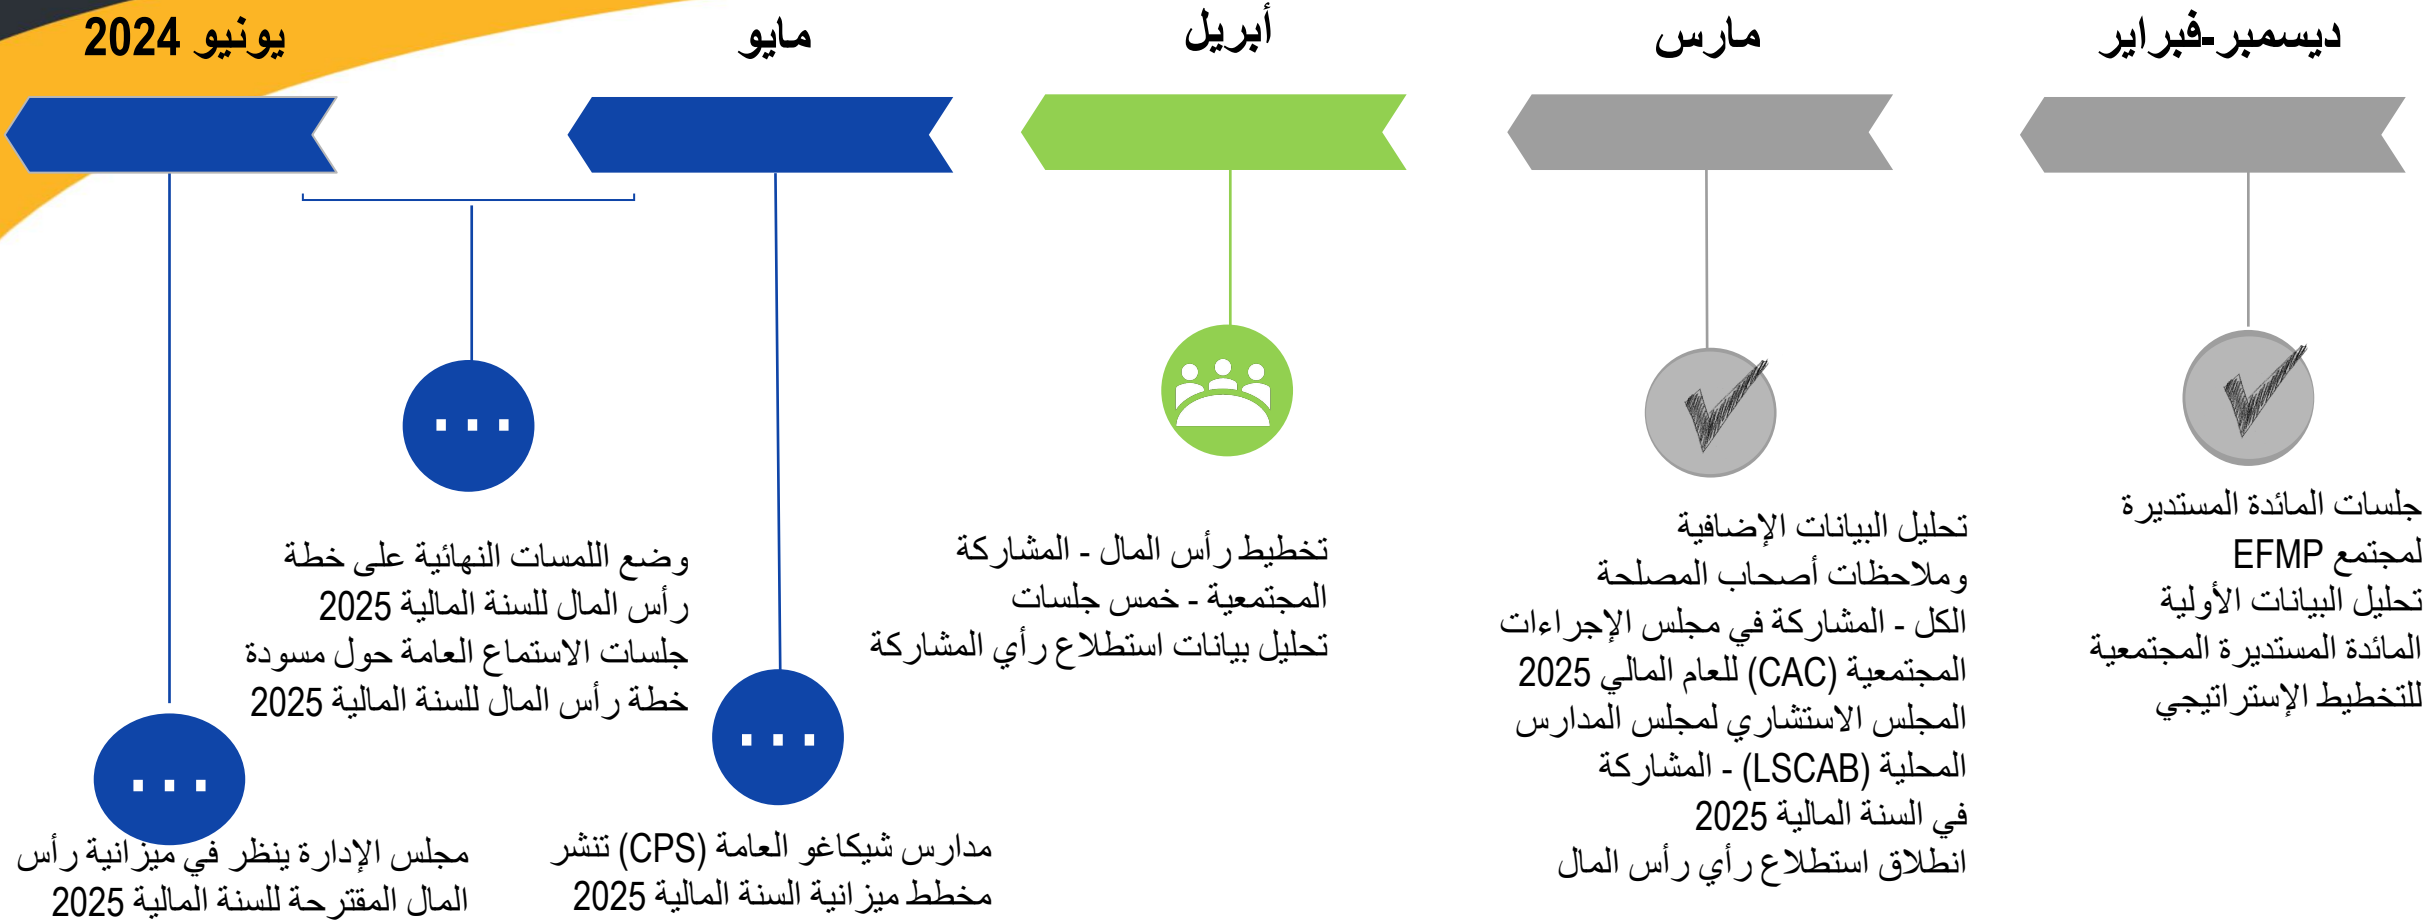 ديسمبر-فبراير
مارس
أبريل
مايو
يونيو 2024
جلسات المائدة المستديرة
لمجتمع EFMP
تحليل البيانات الأولية
المائدة المستديرة المجتمعية
للتخطيط الإستراتيجي
تحليل البيانات الإضافية
وملاحظات أصحاب المصلحة
الكل - المشاركة في مجلس الإجراءات
المجتمعية (CAC) للعام المالي 2025
المجلس الاستشاري لمجلس المدارس
المحلية (LSCAB) - المشاركة
في السنة المالية 2025
انطلاق استطلاع رأي رأس المال
تخطيط رأس المال - المشاركة
المجتمعية - خمس جلسات
تحليل بيانات استطلاع رأي المشاركة
مدارس شيكاغو العامة (CPS) تنشر
مخطط ميزانية السنة المالية 2025
وضع اللمسات النهائية على خطة
رأس المال للسنة المالية 2025
جلسات الاستماع العامة حول مسودة
خطة رأس المال للسنة المالية 2025
مجلس الإدارة ينظر في ميزانية رأس
المال المقترحة للسنة المالية 2025